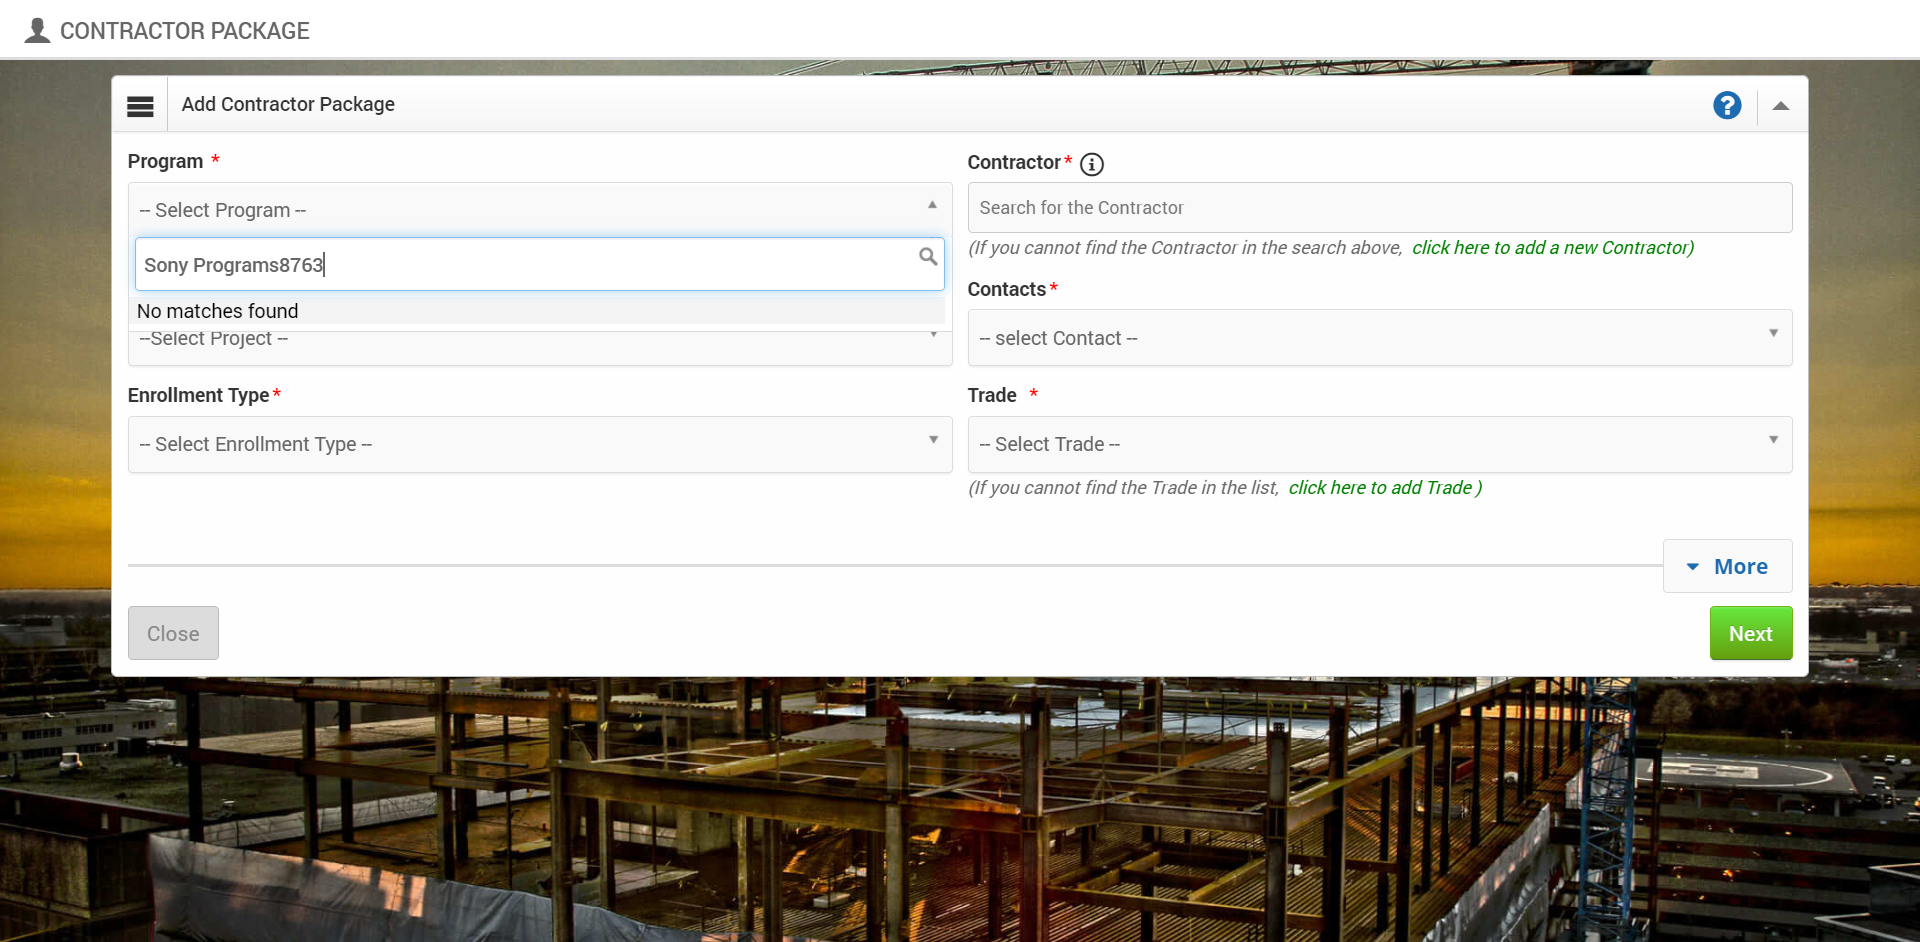 CONTRACTOR PACKAGE
Add Contractor Package
?
Program *
-- Select Program --
Sony Programs8763
No matches found
--Select Project --
Enrollment Type*
-- Select Enrollment Type --
Contractor* i
Search for the Contractor
(If you cannot find the Contractor in the search above, click here to add a new Contractor)
Contacts*
-- select Contact --
Trade *
-- Select Trade --
(If you cannot find the Trade in the list, click here to add Trade )
More
Close
Next